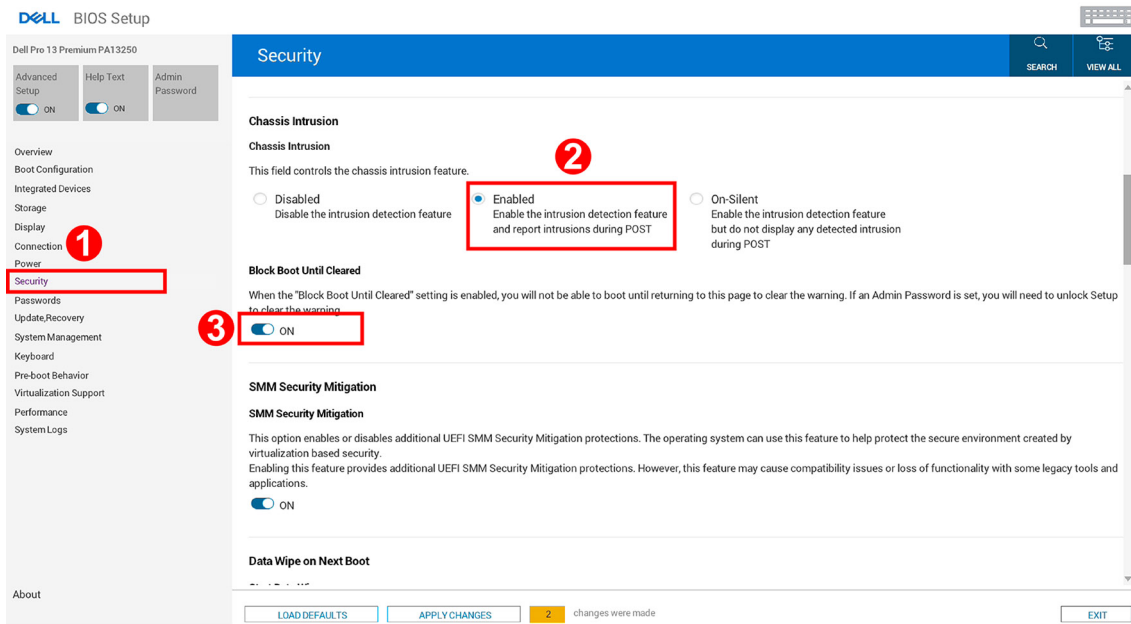 DELL BIOS Setup
Dell Pro 13 Premium PA13250
Advanced Setup
ON
Help Text
ON
Admin Password
Overview
Boot Configuration
Integrated Devices
Storage
Display
Connection
Power
Security
Passwords
Update,Recovery
System Management
Keyboard
Pre-boot Behavior
Virtualization Support
Performance
System Logs
About
1
Security
SEARCH
VIEW ALL
Chassis Intrusion
Chassis Intrusion
This field controls the chassis intrusion feature.
2
Disabled
Disable the intrusion detection feature
Enabled
Enable the intrusion detection feature
and report intrusions during POST
On-Silent
Enable the intrusion detection feature
but do not display any detected intrusion
during POST
Block Boot Until Cleared
When the "Block Boot Until Cleared" setting is enabled, you will not be able to boot until returning to this page to clear the warning. If an Admin Password is set, you will need to unlock Setup
to clear the warning.
3
ON
SMM Security Mitigation
SMM Security Mitigation
This option enables or disables additional UEFI SMM Security Mitigation protections. The operating system can use this feature to help protect the secure environment created by
virtualization based security.
Enabling this feature provides additional UEFI SMM Security Mitigation protections. However, this feature may cause compatibility issues or loss of functionality with some legacy tools and
applications.
ON
Data Wipe on Next Boot
LOAD DEFAULTS
APPLY CHANGES
2
changes were made
EXIT